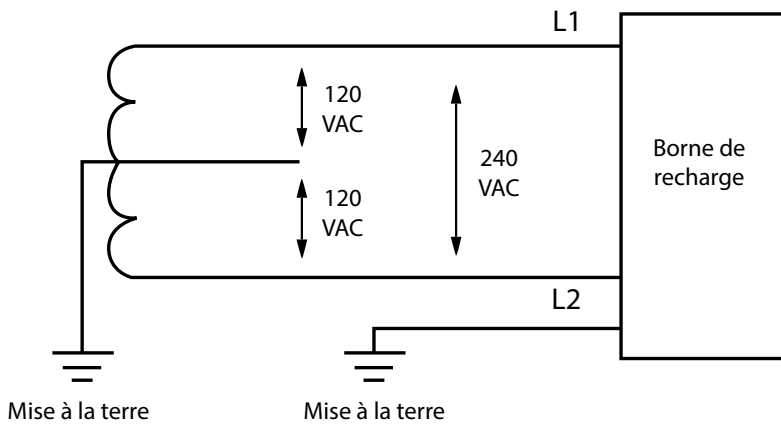 L1
120
VAC
240
VAC
120
VAC
Borne de
recharge
L2
Mise à la terre
Mise à la terre